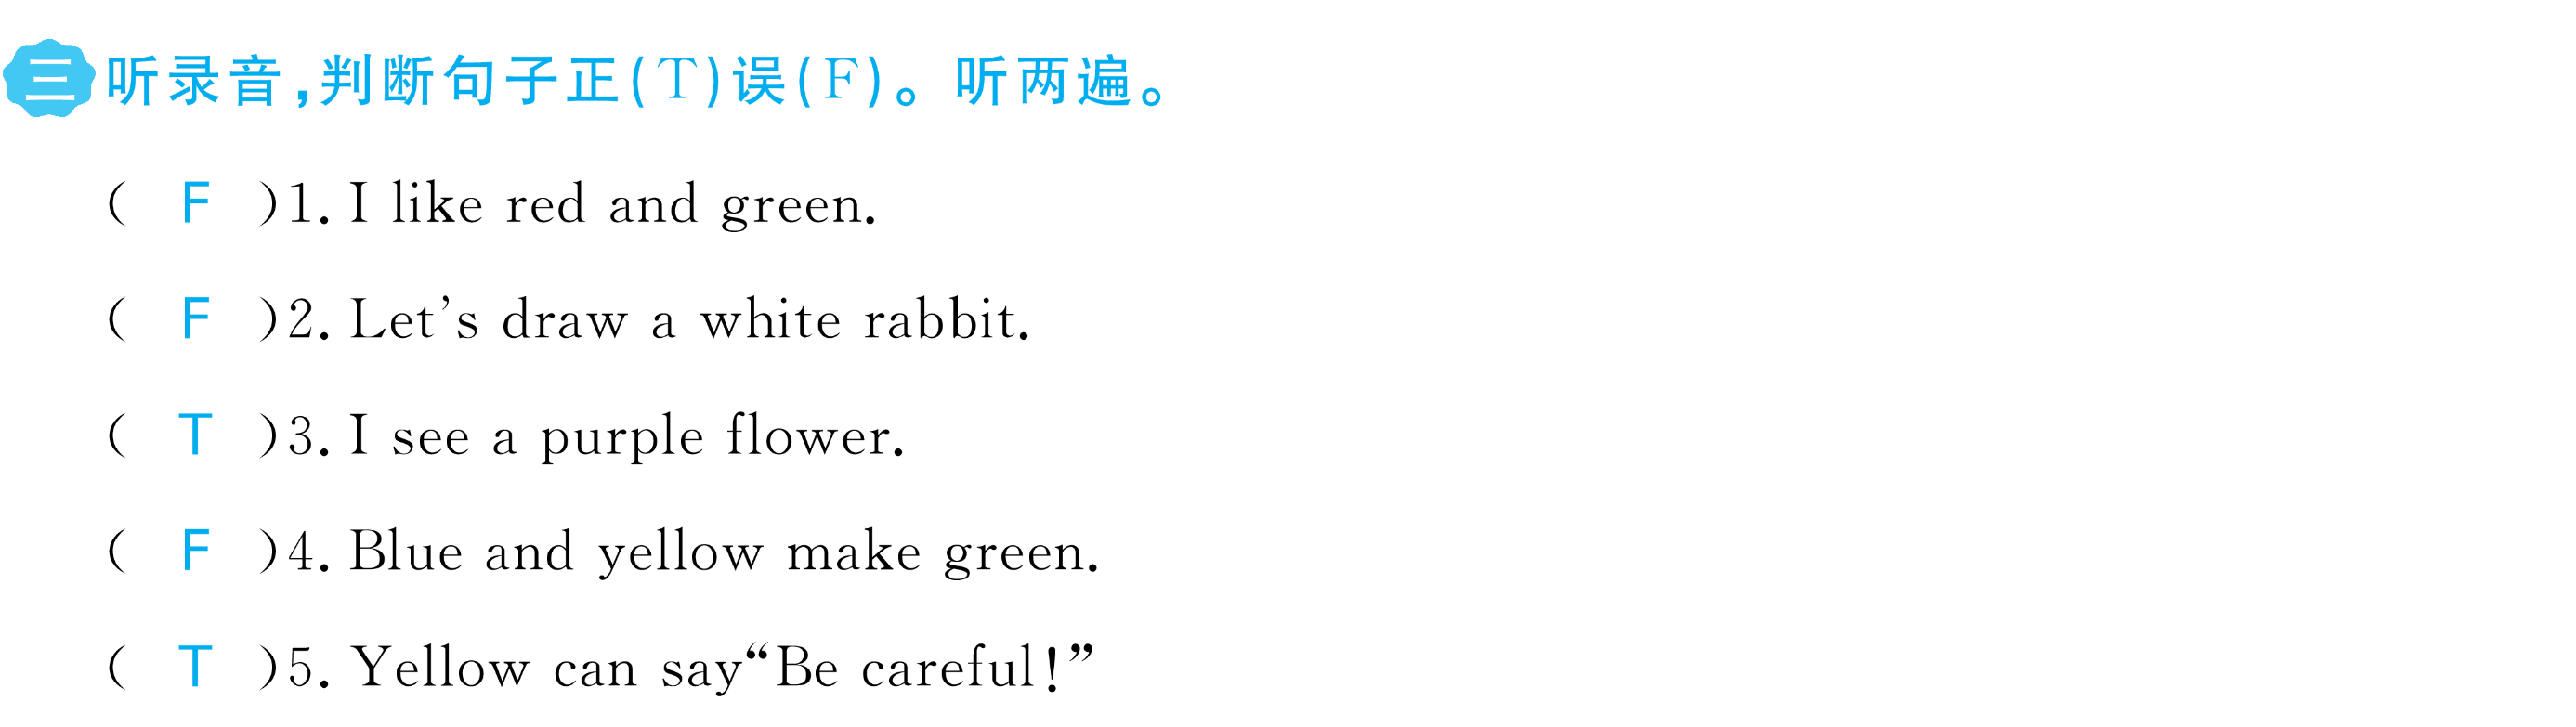 三 听录音,判断句子正(T)误(F)。听两遍。
( F )1. I like red and green.
( F )2. Let’s draw a white rabbit.
( T )3. I see a purple flower.
( F )4. Blue and yellow make green.
( T )5. Yellow can say“Be careful!”